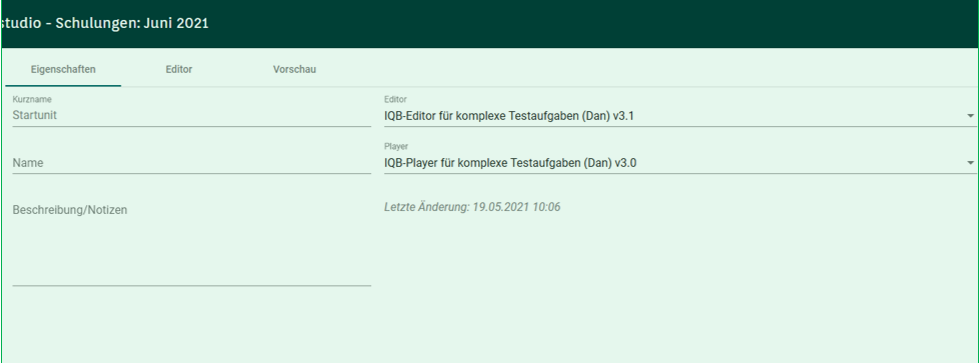 studio - Schulungen: Juni 2021
Eigenschaften Editor Vorschau
Kurzname
Startunit
Editor
IQB-Editor für komplexe Testaufgaben (Dan) v3.1
Name
Player
IQB-Player für komplexe Testaufgaben (Dan) v3.0
Beschreibung/Notizen
Letzte Änderung: 19.05.2021 10:06